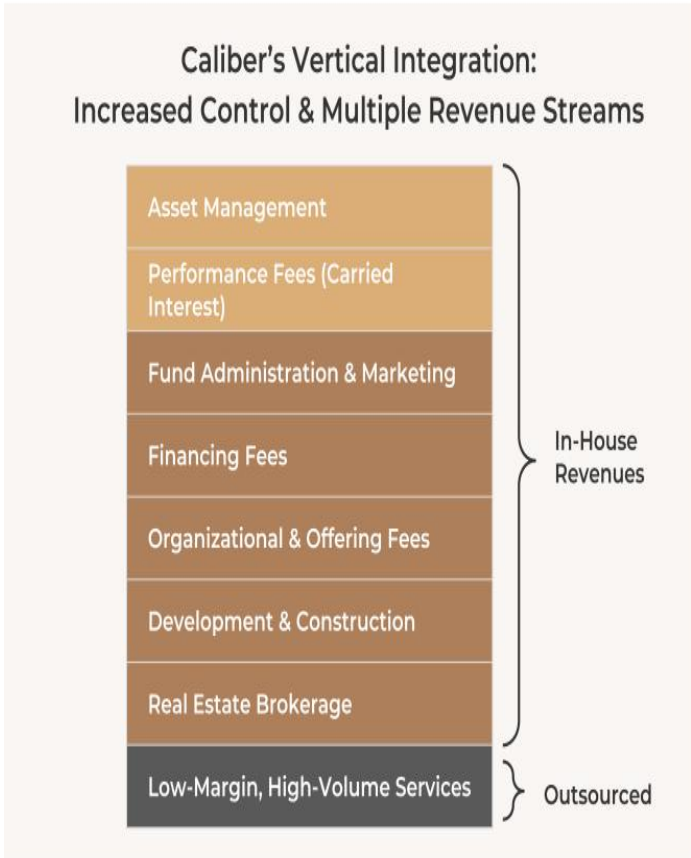 Caliber's Vertical Integration:
Increased Control & Multiple Revenue Streams
Asset Management
Performance Fees (Carried
Interest)
Fund Administration & Marketing
Financing Fees
Organizational & Offering Fees
Development & Construction
Real Estate Brokerage
In-House
Revenues
Low-Margin, High-Volume Services
Outsourced